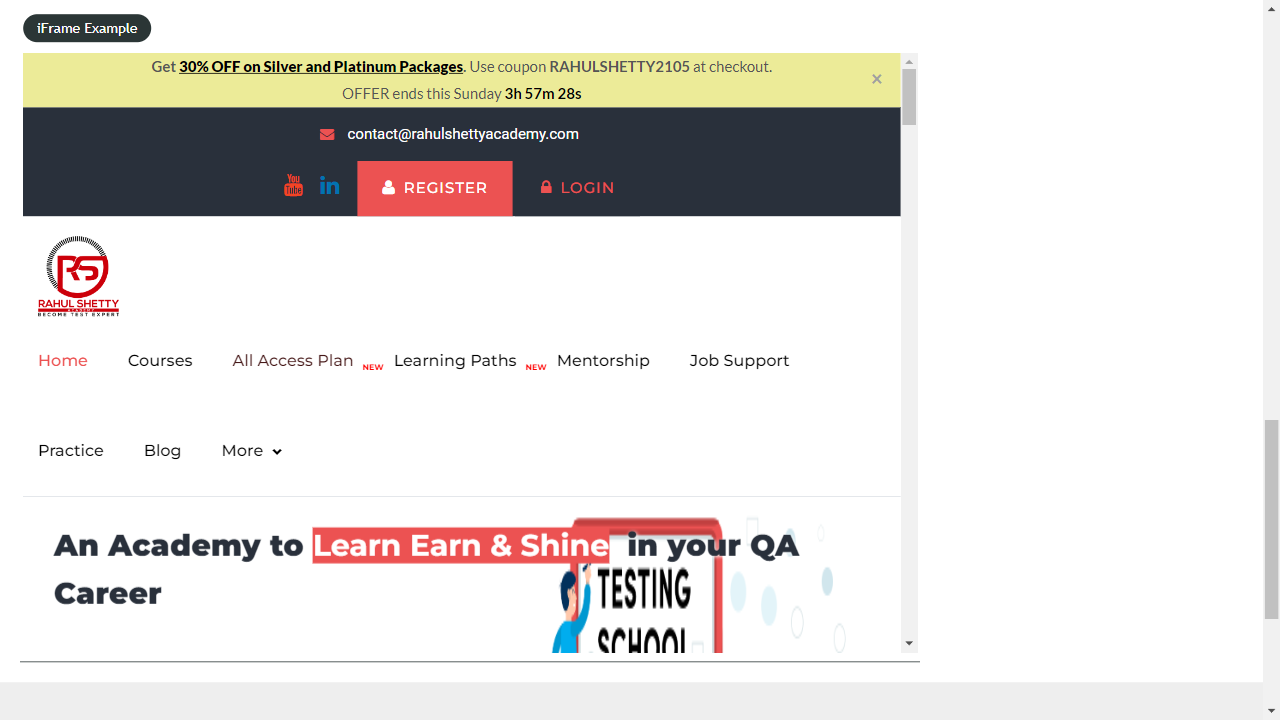 iFrame Example
Get 30% OFF on Silver and Platinum Packages. Use coupon RAHULSHETTY2105 at checkout.
OFFER ends this Sunday 3h 57m 28s
×
contact@rahulshettyacademy.com
You Tube in REGISTER LOGIN
RS
RAHUL SHETTY
ACADEMY
BECOME TEST EXPERT
Home Courses All Access Plan NEW Learning Paths NEW Mentorship Job Support
Practice Blog More
An Academy to Learn Earn & Shine in your QA
Career
TESTING
SCHOOL